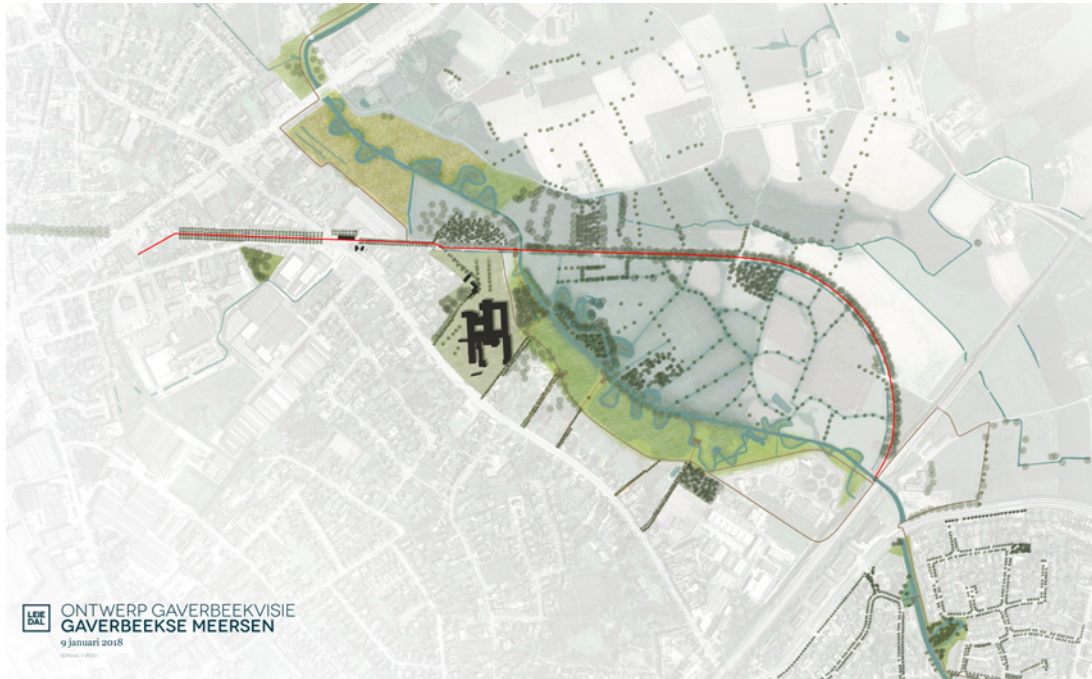 LEIE
DAL
ONTWERP GAVERBEEKVISIE
GAVERBEEKSE MEERSEN
9 januari 2018